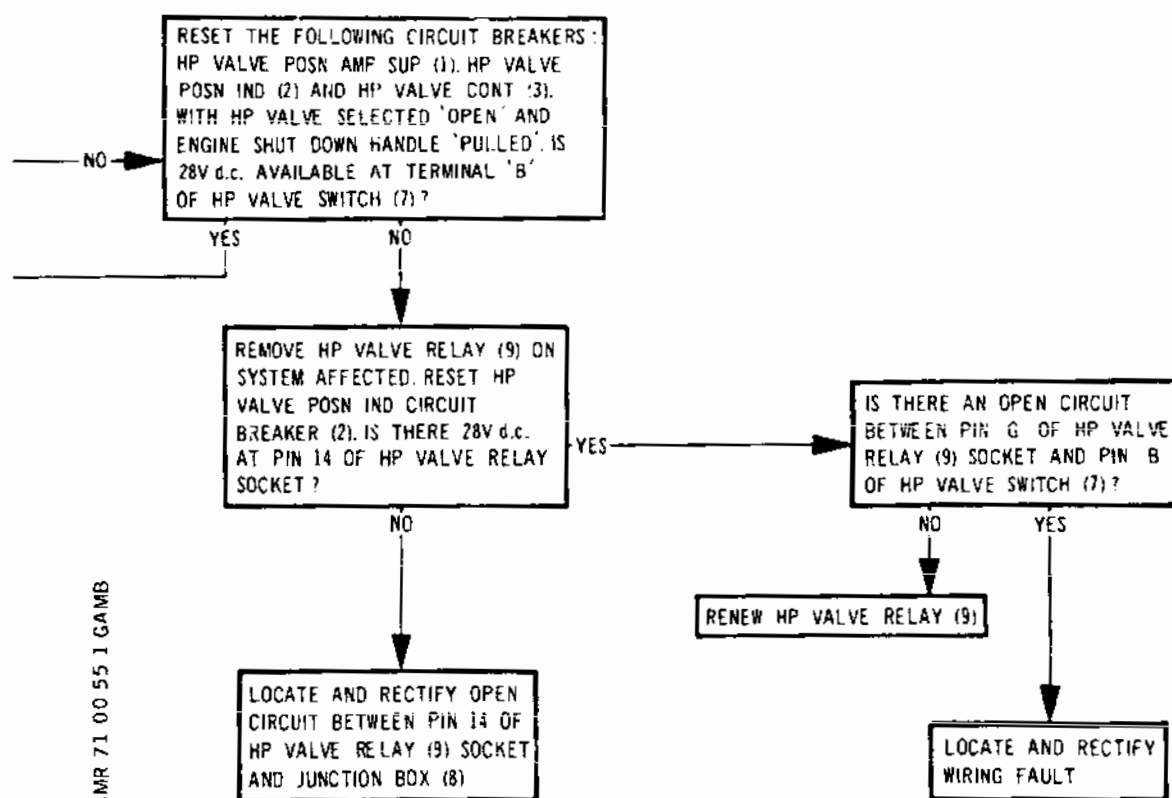 RESET THE FOLLOWING CIRCUIT BREAKERS :
HP VALVE POSN AMP SUP (1). HP VALVE
POSN IND (2) AND HP VALVE CONT (3).
WITH HP VALVE SELECTED 'OPEN' AND
ENGINE SHUT DOWN HANDLE 'PULLED'. IS
28V d.c. AVAILABLE AT TERMINAL 'B'
OF HP VALVE SWITCH (7) ?
NO
YES
NO
REMOVE HP VALVE RELAY (9) ON
SYSTEM AFFECTED. RESET HP
VALVE POSN IND CIRCUIT
BREAKER (2). IS THERE 28V d.c.
AT PIN 14 OF HP VALVE RELAY
SOCKET ?
YES
IS THERE AN OPEN CIRCUIT
BETWEEN PIN G OF HP VALVE
RELAY (9) SOCKET AND PIN B
OF HP VALVE SWITCH (7) ?
NO
NO
YES
RENEW HP VALVE RELAY (9)
LOCATE AND RECTIFY OPEN
CIRCUIT BETWEEN PIN 14 OF
HP VALVE RELAY (9) SOCKET
AND JUNCTION BOX (8)
LOCATE AND RECTIFY
WIRING FAULT
MR 71 00 55 1 GAMB